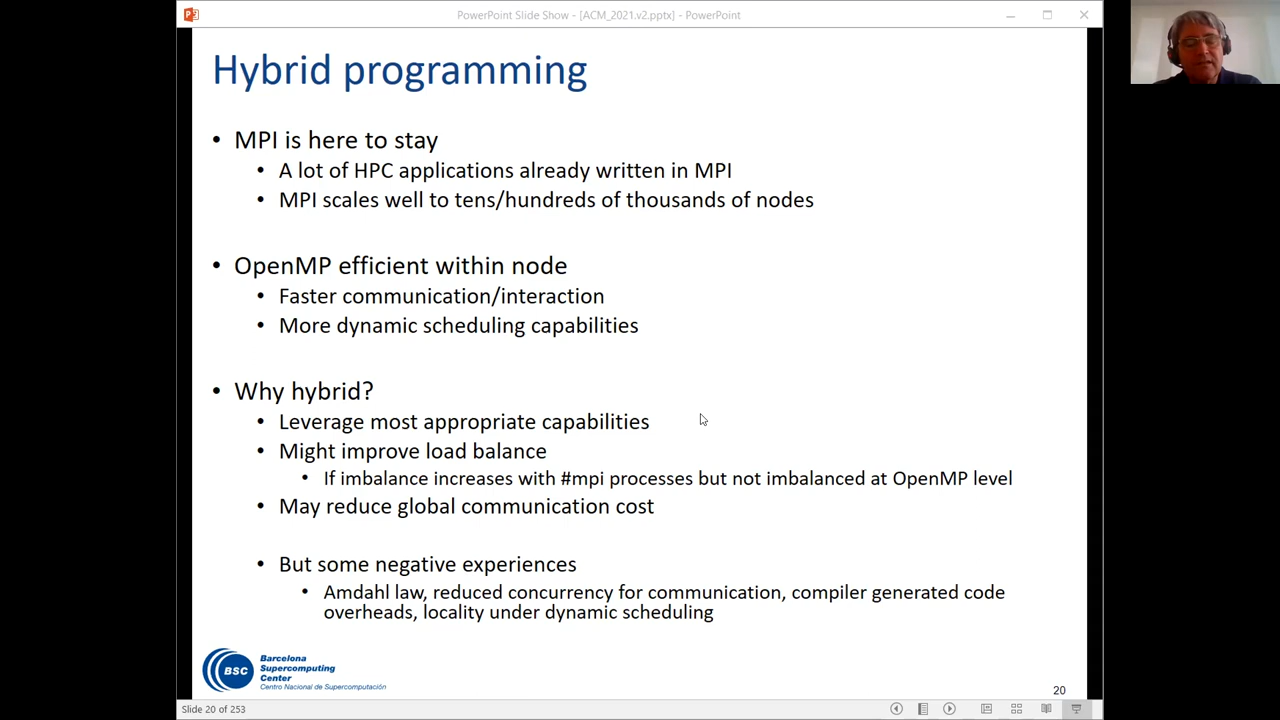 PowerPoint Slide Show - [ACM_2021.v2.pptx] - PowerPoint
Hybrid programming
• MPI is here to stay
• A lot of HPC applications already written in MPI
• MPI scales well to tens/hundreds of thousands of nodes
• OpenMP efficient within node
• Faster communication/interaction
• More dynamic scheduling capabilities
• Why hybrid?
• Leverage most appropriate capabilities
• Might improve load balance
• If imbalance increases with #mpi processes but not imbalanced at OpenMP level
• May reduce global communication cost
• But some negative experiences
• Amdahl law, reduced concurrency for communication, compiler generated code
overheads, locality under dynamic scheduling
BSC
Barcelona
Supercomputing
Center
Centro Nacional de Supercomputación
20
Slide 20 of 253